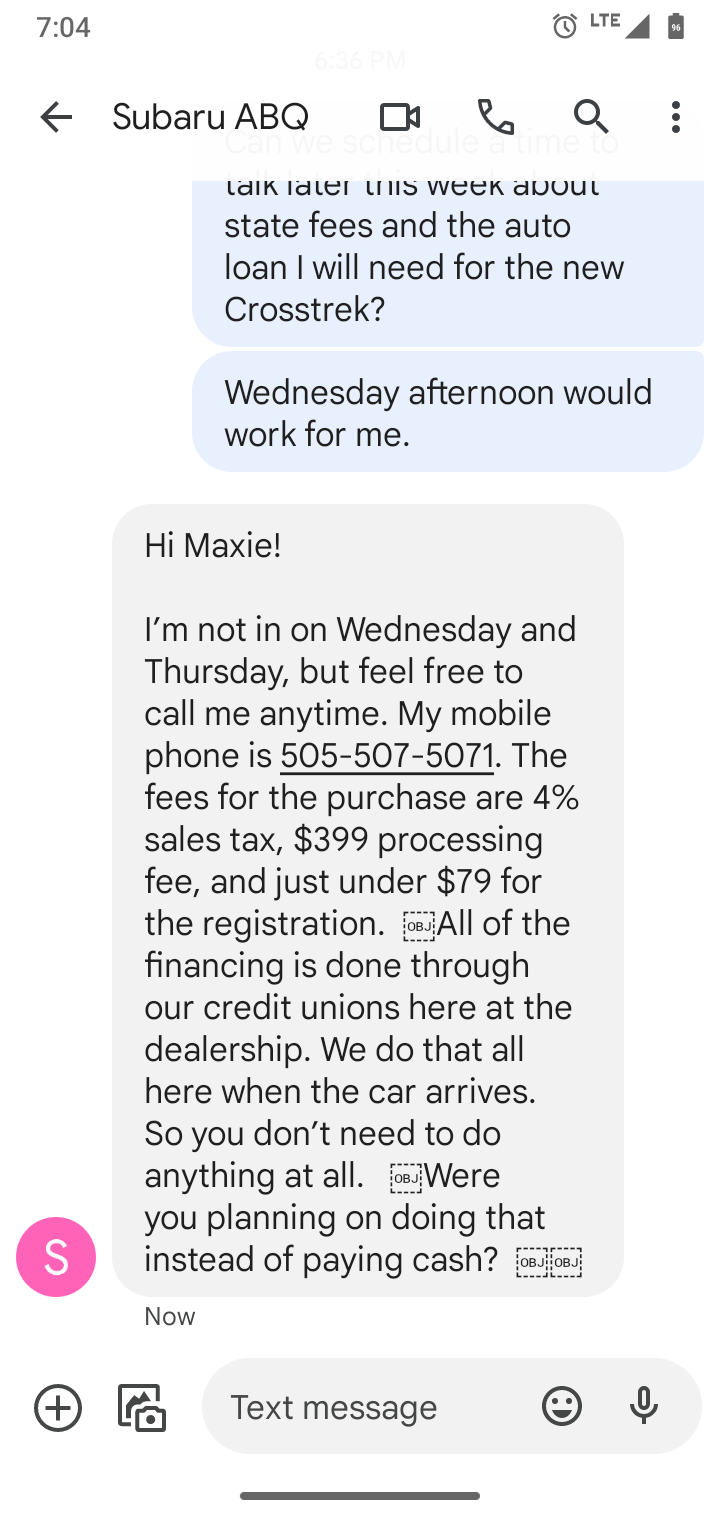 7:04
LTE
96
6:36 PM
Subaru ABQ
Can we schedule a time to
talk later this week about
state fees and the auto
loan I will need for the new
Crosstrek?
Wednesday afternoon would
work for me.
Hi Maxie!
I’m not in on Wednesday and
Thursday, but feel free to
call me anytime. My mobile
phone is 505-507-5071. The
fees for the purchase are 4%
sales tax, $399 processing
fee, and just under $79 for
the registration. OBJ All of the
financing is done through
our credit unions here at the
dealership. We do that all
here when the car arrives.
So you don’t need to do
anything at all. OBJ Were
you planning on doing that
instead of paying cash? OBJ OBJ
S
Now
Text message